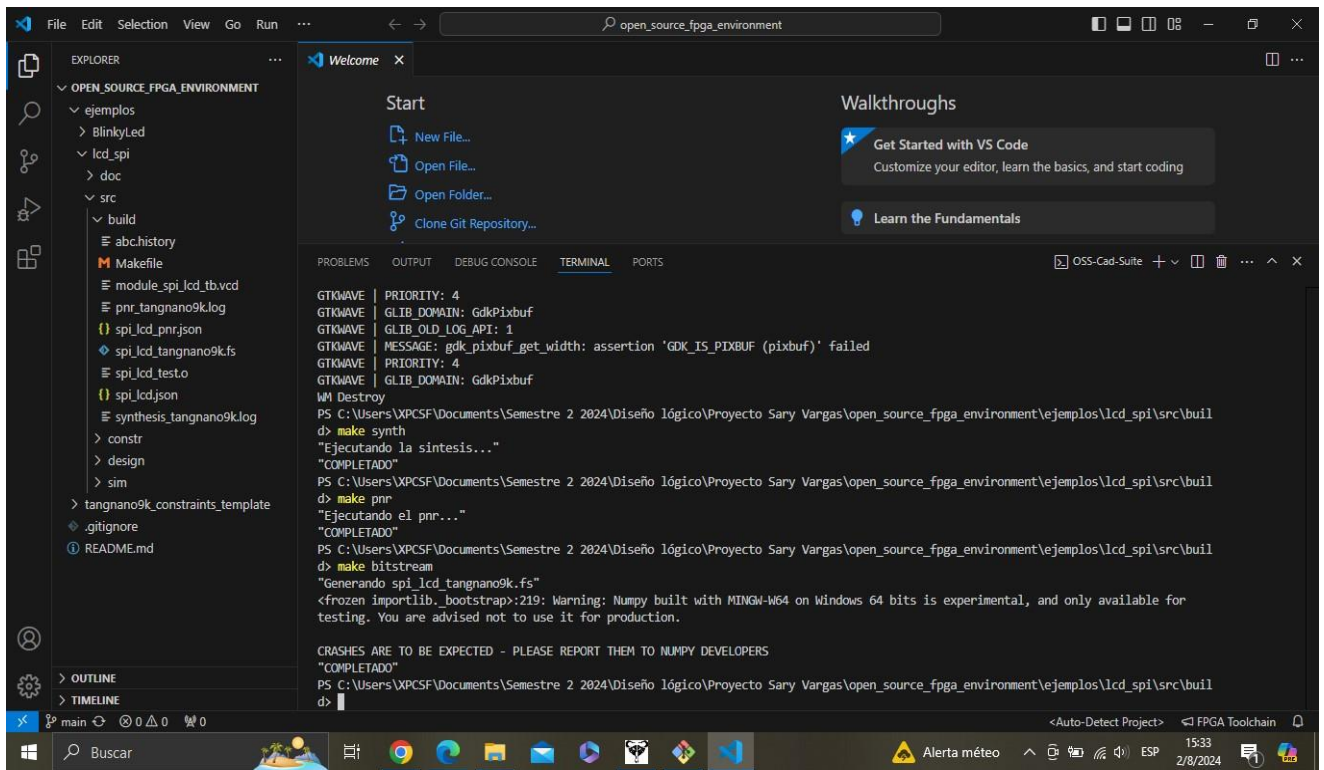 File Edit Selection View Go Run ···
open_source_fpga_environment
EXPLORER ···
OPEN_SOURCE_FPGA_ENVIRONMENT
ejemplos
BlinkyLed
lcd_spi
doc
src
build
abc.history
Makefile
module_spi_lcd_tb.vcd
pnr_tangnano9k.log
spi_lcd_pnr.json
spi_lcd_tangnano9k.fs
spi_lcd_test.o
spi_lcd.json
synthesis_tangnano9k.log
constr
design
sim
tangnano9k_constraints_template
.gitignore
README.md
OUTLINE
TIMELINE
Welcome
Start
New File...
Open File...
Open Folder...
Clone Git Repository...
Walkthroughs
Get Started with VS Code
Customize your editor, learn the basics, and start coding
Learn the Fundamentals
PROBLEMS OUTPUT DEBUG CONSOLE TERMINAL PORTS
OSS-Cad-Suite
GTKWAVE | PRIORITY: 4
GTKWAVE | GLIB_DOMAIN: GdkPixbuf
GTKWAVE | GLIB_OLD_LOG_API: 1
GTKWAVE | MESSAGE: gdk_pixbuf_get_width: assertion 'GDK_IS_PIXBUF (pixbuf)' failed
GTKWAVE | PRIORITY: 4
GTKWAVE | GLIB_DOMAIN: GdkPixbuf
WM Destroy
PS C:\Users\XPCSF\Documents\Semestre 2 2024\Diseño lógico\Proyecto Sary Vargas\open_source_fpga_environment\ejemplos\lcd_spi\src\buil
d> make synth
"Ejecutando la sintesis..."
"COMPLETADO"
PS C:\Users\XPCSF\Documents\Semestre 2 2024\Diseño lógico\Proyecto Sary Vargas\open_source_fpga_environment\ejemplos\lcd_spi\src\buil
d> make pnr
"Ejecutando el pnr..."
"COMPLETADO"
PS C:\Users\XPCSF\Documents\Semestre 2 2024\Diseño lógico\Proyecto Sary Vargas\open_source_fpga_environment\ejemplos\lcd_spi\src\buil
d> make bitstream
"Generando spi_lcd_tangnano9k.fs"
<frozen importlib._bootstrap>:219: Warning: Numpy built with MINGW-W64 on Windows 64 bits is experimental, and only available for
testing. You are advised not to use it for production.
CRASHES ARE TO BE EXPECTED - PLEASE REPORT THEM TO NUMPY DEVELOPERS
"COMPLETADO"
PS C:\Users\XPCSF\Documents\Semestre 2 2024\Diseño lógico\Proyecto Sary Vargas\open_source_fpga_environment\ejemplos\lcd_spi\src\buil
d>
main 0 0 0
<Auto-Detect Project> FPGA Toolchain
Buscar
Alerta météo
ESP
15:33
2/8/2024